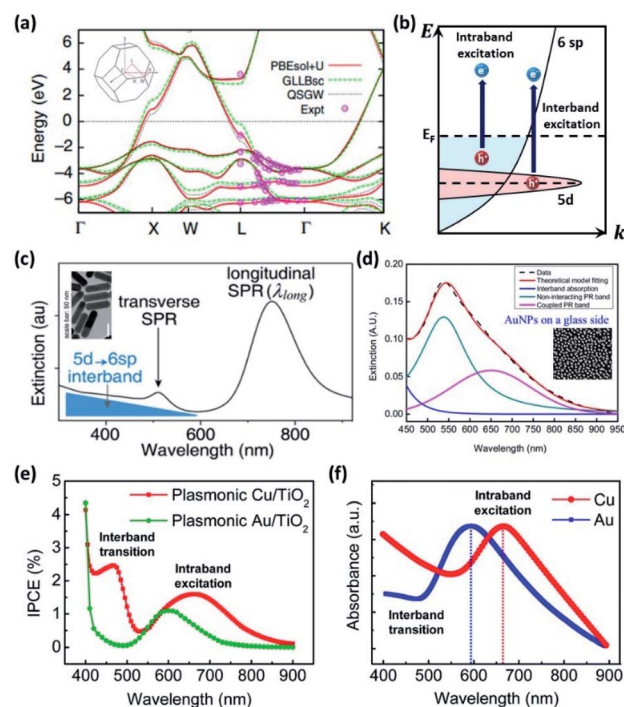 (a)
6
4
2
0
-2
-4
-6
Energy (eV)
PBEsol+U
GLLBsc
QSGW
Expt
Γ X W L Γ K
(b)
E
6 sp
Intraband
excitation
e⁻ e⁻
Interband
excitation
E_F
h⁺
h⁺
5d
k
(c)
scale bar: 50 nm
longitudinal
SPR (λ_long)
transverse
SPR
5d→6sp
interband
Extinction (au)
400 600 800
Wavelength (nm)
(d)
Data
Theoretical model fitting
Interband absorption
Non-interacting PR band
Coupled PR band
AuNPs on a glass side
0.20
0.15
0.10
0.05
0.00
Extinction (A.U.)
450 500 550 600 650 700 750 800 850 900 950
Wavelength (nm)
(e)
Plasmonic Cu/TiO₂
Plasmonic Au/TiO₂
Interband
transition
Intraband
excitation
5
4
3
2
1
0
IPCE (%)
400 500 600 700 800 900
Wavelength (nm)
(f)
Intraband
excitation
Cu
Au
Interband
transition
Absorbance (a.u.)
400 500 600 700 800 900
Wavelength (nm)